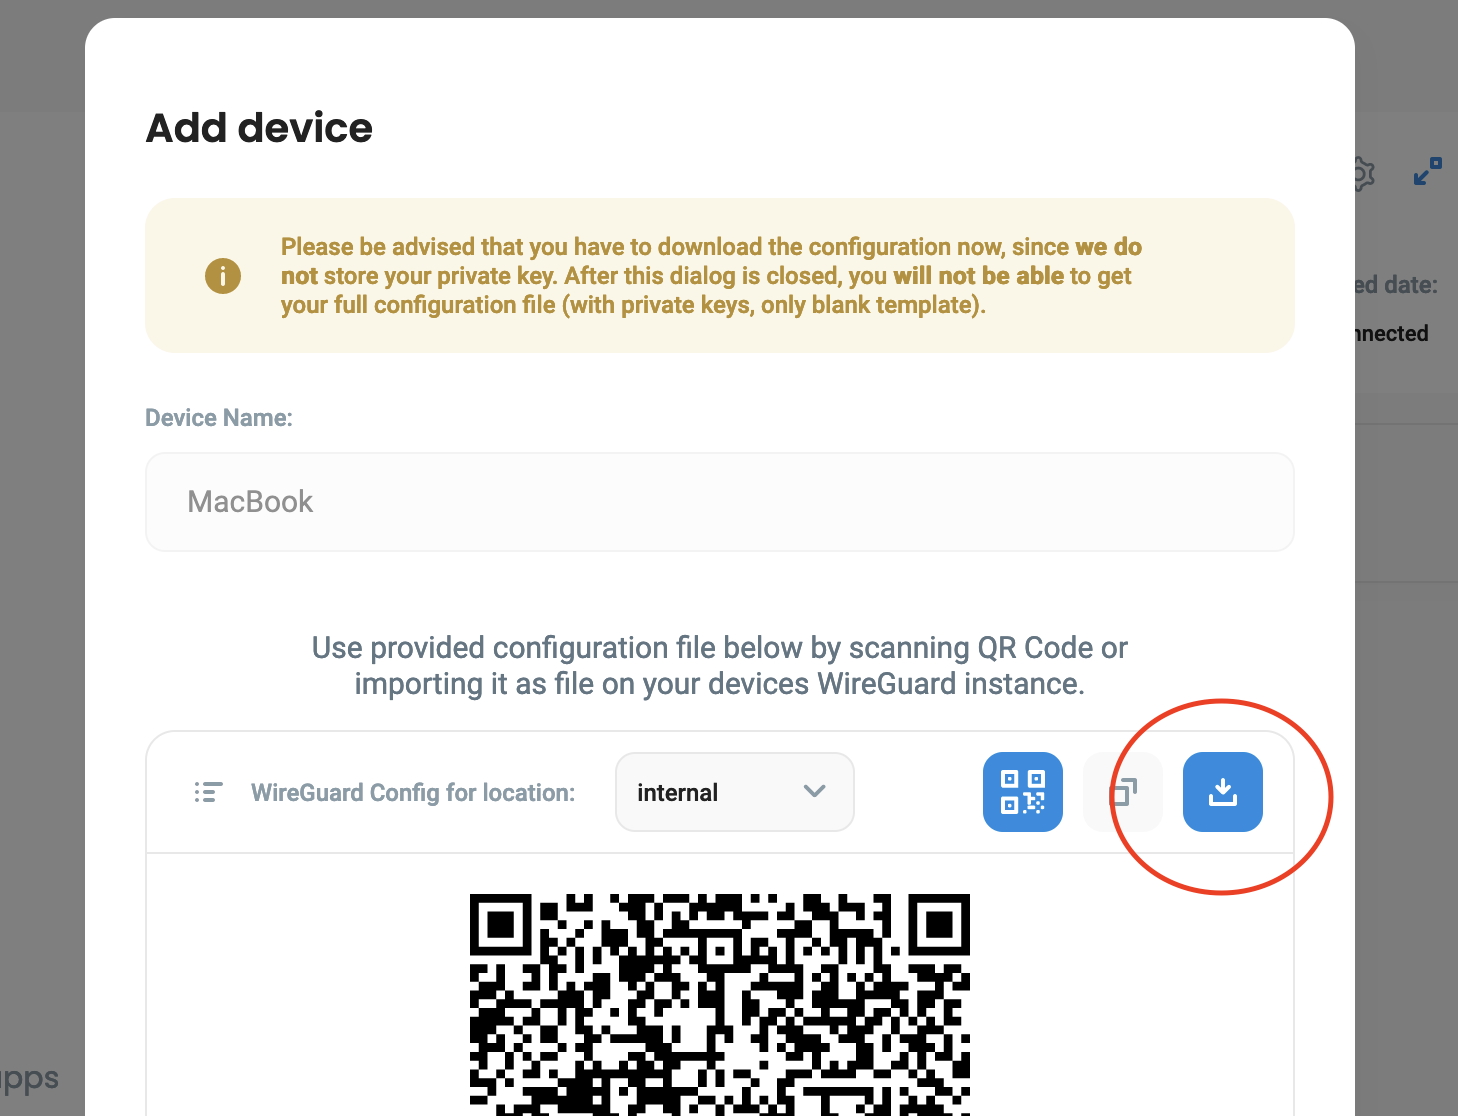 Add device
Please be advised that you have to download the configuration now, since we do
not store your private key. After this dialog is closed, you will not be able to get
your full configuration file (with private keys, only blank template).
ed date:
nnected
Device Name:
MacBook
Use provided configuration file below by scanning QR Code or
importing it as file on your devices WireGuard instance.
WireGuard Config for location:
internal
pps